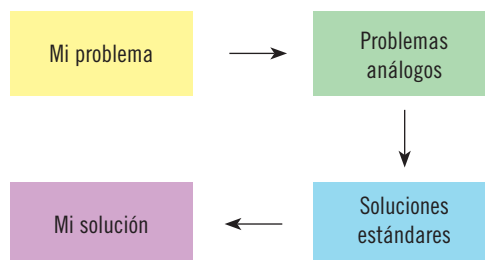 Mi problema
Problemas
análogos
Mi solución
Soluciones
estándares